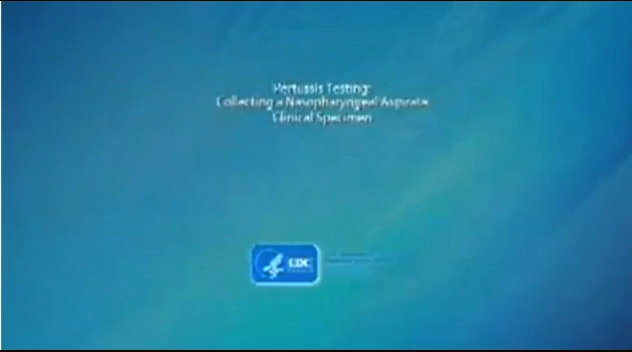 Pertussis Testing:
Collecting a Nasopharyngeal Aspirate
Clinical Specimen
CDC